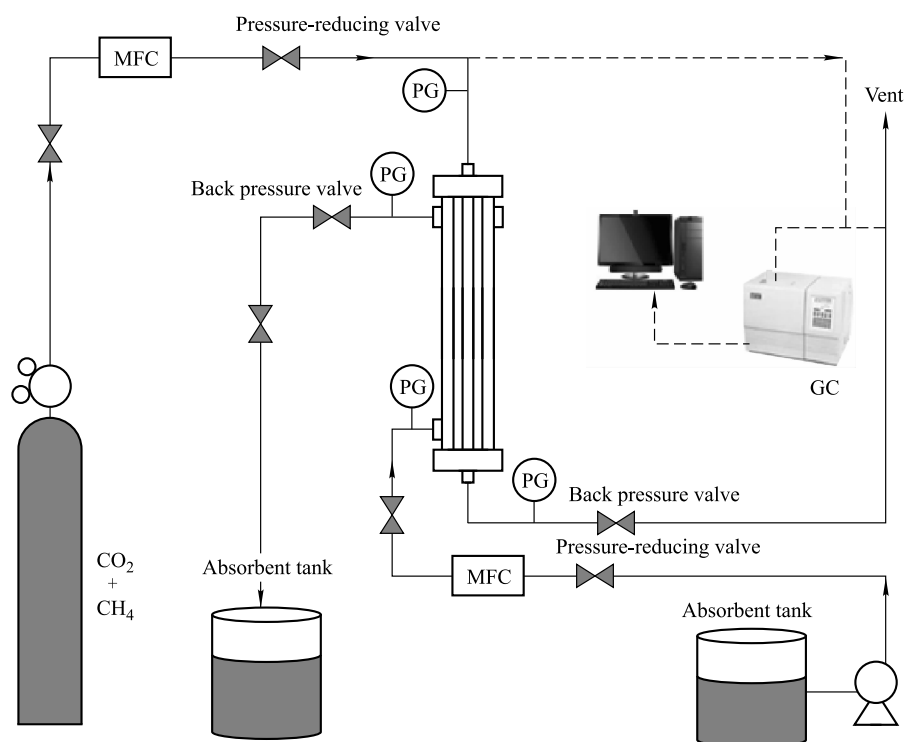 Pressure-reducing valve
MFC
PG
Vent
PG
Back pressure valve
PG
GC
PG
Back pressure valve
CO₂
+
CH₄
Absorbent tank
Pressure-reducing valve
MFC
Absorbent tank